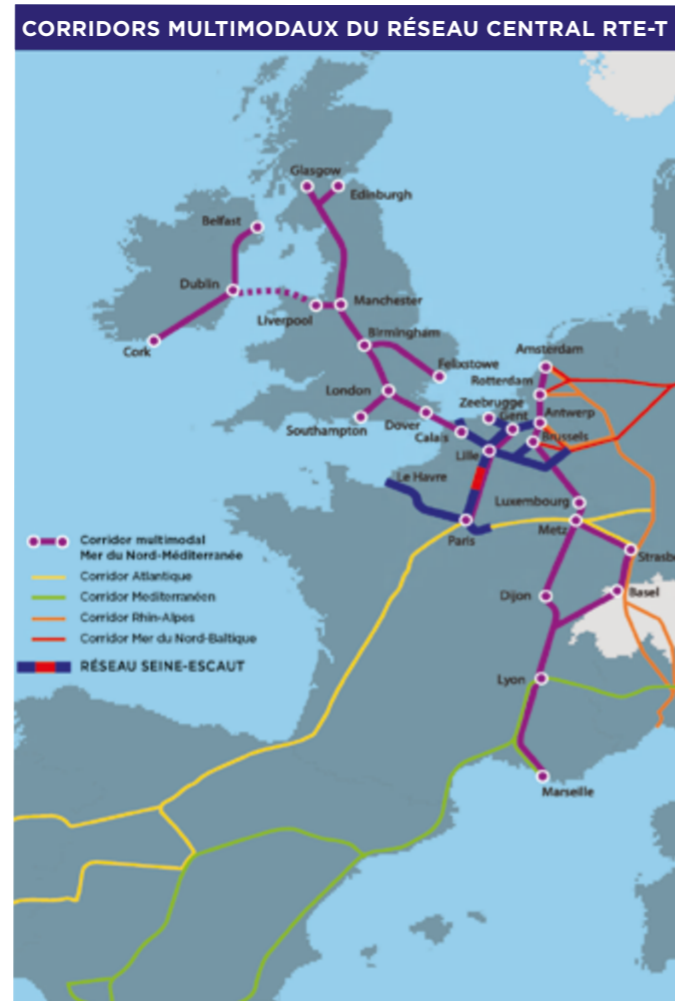 CORRIDORS MULTIMODAUX DU RÉSEAU CENTRAL RTE-T
Glasgow
Edinburgh
Belfast
Dublin
Manchester
Liverpool
Cork
Birmingham
Amsterdam
Felixstowe
Rotterdam
London
Zeebrugge
Gent
Antwerp
Southampton
Dover
Calais
Brussels
Lille
Le Havre
Luxembourg
Paris
Metz
Strasb
Dijon
Basel
Lyon
Marseille
Corridor multimodal
Mer du Nord-Méditerranée
Corridor Atlantique
Corridor Mediterranéen
Corridor Rhin-Alpes
Corridor Mer du Nord-Baltique
RÉSEAU SEINE-ESCAUT